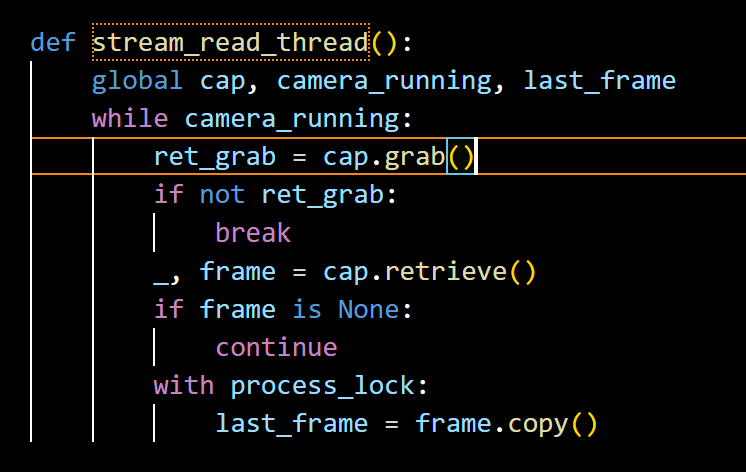 def stream_read_thread():
    global cap, camera_running, last_frame
    while camera_running:
        ret_grab = cap.grab()
        if not ret_grab:
            break
        _, frame = cap.retrieve()
        if frame is None:
            continue
        with process_lock:
            last_frame = frame.copy()